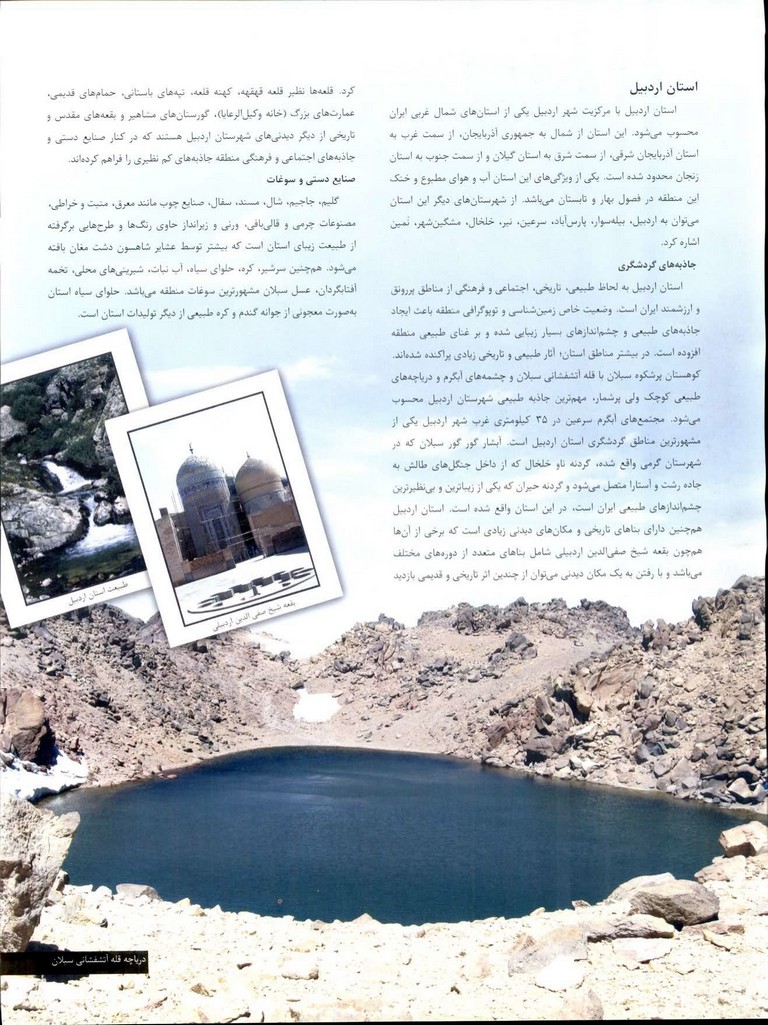 استان اردبیل
استان اردبیل با مرکزیت شهر اردبیل یکی از استان‌های شمال غربی ایران
محسوب می‌شود. این استان از شمال به جمهوری آذربایجان، از سمت غرب به
استان آذربایجان شرقی، از سمت شرق به استان گیلان و از سمت جنوب به استان
زنجان محدود شده است. یکی از ویژگی‌های این استان آب و هوای مطبوع و خنک
این منطقه در فصول بهار و تابستان می‌باشد. از شهرستان‌های دیگر این استان
می‌توان به اردبیل، بیله‌سوار، پارس‌آباد، سرعین، نیر، خلخال، مشگین‌شهر، نَمین
اشاره کرد.
جاذبه‌های گردشگری
استان اردبیل به لحاظ طبیعی، تاریخی، اجتماعی و فرهنگی از مناطق پررونق
و ارزشمند ایران است. وضعیت خاص زمین‌شناسی و توپوگرافی منطقه باعث ایجاد
جاذبه‌های طبیعی و چشم‌اندازهای بسیار زیبایی شده و بر غنای طبیعی منطقه
افزوده است. در بیشتر مناطق استان؛ آثار طبیعی و تاریخی زیادی پراکنده شده‌اند.
کوهستان پرشکوه سبلان با قله آتشفشانی سبلان و چشمه‌های آبگرم و دریاچه‌های
طبیعی کوچک ولی پرشمار، مهم‌ترین جاذبه طبیعی شهرستان اردبیل محسوب
می‌شود. مجتمع‌های آبگرم سرعین در ۳۵ کیلومتری غرب شهر اردبیل یکی از
مشهورترین مناطق گردشگری استان اردبیل است. آبشار گور گور سبلان که در
شهرستان گرمی واقع شده، گردنه ناو خلخال که از داخل جنگل‌های طالش به
جاده رشت و آستارا متصل می‌شود و گردنه حیران که یکی از زیباترین و بی‌نظیرترین
چشم‌اندازهای طبیعی ایران است، در این استان واقع شده است. استان اردبیل
هم‌چنین دارای بناهای تاریخی و مکان‌های دیدنی زیادی است که برخی از آن‌ها
هم‌چون بقعه شیخ صفی‌الدین اردبیلی شامل بناهای متعدد از دوره‌های مختلف
می‌باشد و با رفتن به یک مکان دیدنی می‌توان از چندین اثر تاریخی و قدیمی بازدید
کرد. قلعه‌ها نظیر قلعه قهقهه، کهنه قلعه، تپه‌های باستانی، حمام‌های قدیمی،
عمارت‌های بزرگ (خانه وکیل‌الرعایا)، گورستان‌های مشاهیر و بقعه‌های مقدس و
تاریخی از دیگر دیدنی‌های شهرستان اردبیل هستند که در کنار صنایع دستی و
جاذبه‌های اجتماعی و فرهنگی منطقه جاذبه‌های کم نظیری را فراهم کرده‌اند.
صنایع دستی و سوغات
گلیم، جاجیم، شال، مسند، سفال، صنایع چوب مانند معرق، منبت و خراطی،
مصنوعات چرمی و قالی‌بافی، ورنی و زیرانداز حاوی رنگ‌ها و طرح‌هایی برگرفته
از طبیعت زیبای استان است که بیشتر توسط عشایر شاهسون دشت مغان بافته
می‌شود. هم‌چنین سرشیر، کره، حلوای سیاه، آب نبات، شیرینی‌های محلی، تخمه
آفتابگردان، عسل سبلان مشهورترین سوغات منطقه می‌باشد. حلوای سیاه استان
به‌صورت معجونی از جوانه گندم و کره طبیعی از دیگر تولیدات استان است.
طبیعت استان اردبیل
بقعه شیخ صفی الدین اردبیلی
دریاچه قله آتشفشانی سبلان